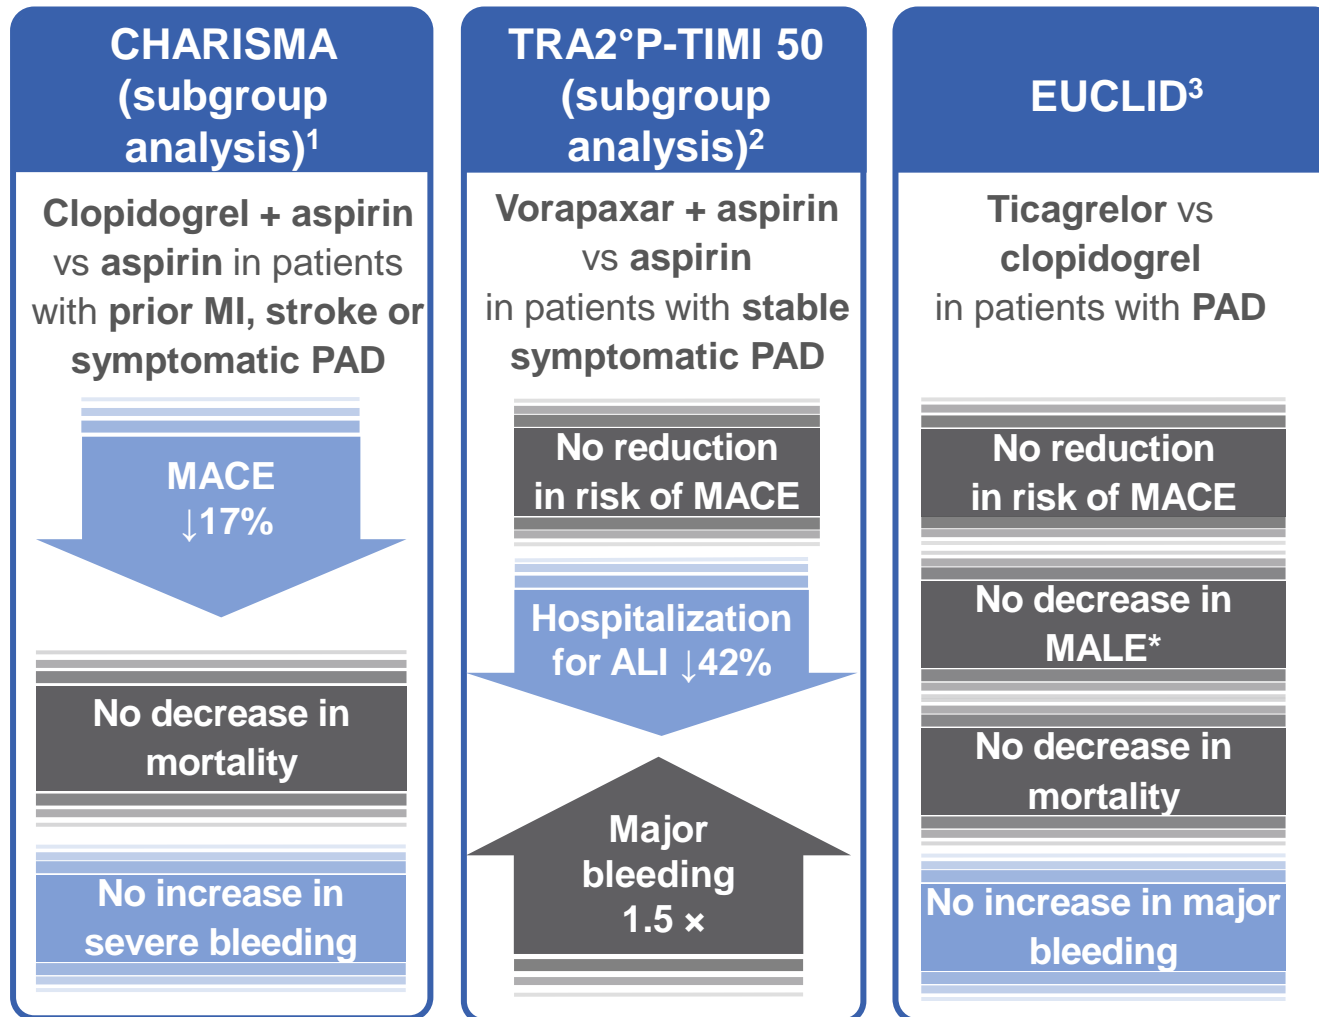 CHARISMA
(subgroup
analysis)¹
Clopidogrel + aspirin
vs aspirin in patients
with prior MI, stroke or
symptomatic PAD
MACE
↓17%
No decrease in
mortality
No increase in
severe bleeding
TRA2°P-TIMI 50
(subgroup
analysis)²
Vorapaxar + aspirin
vs aspirin
in patients with stable
symptomatic PAD
No reduction
in risk of MACE
Hospitalization
for ALI ↓42%
Major
bleeding
1.5 ×
EUCLID³
Ticagrelor vs
clopidogrel
in patients with PAD
No reduction
in risk of MACE
No decrease in
MALE*
No decrease in
mortality
No increase in major
bleeding